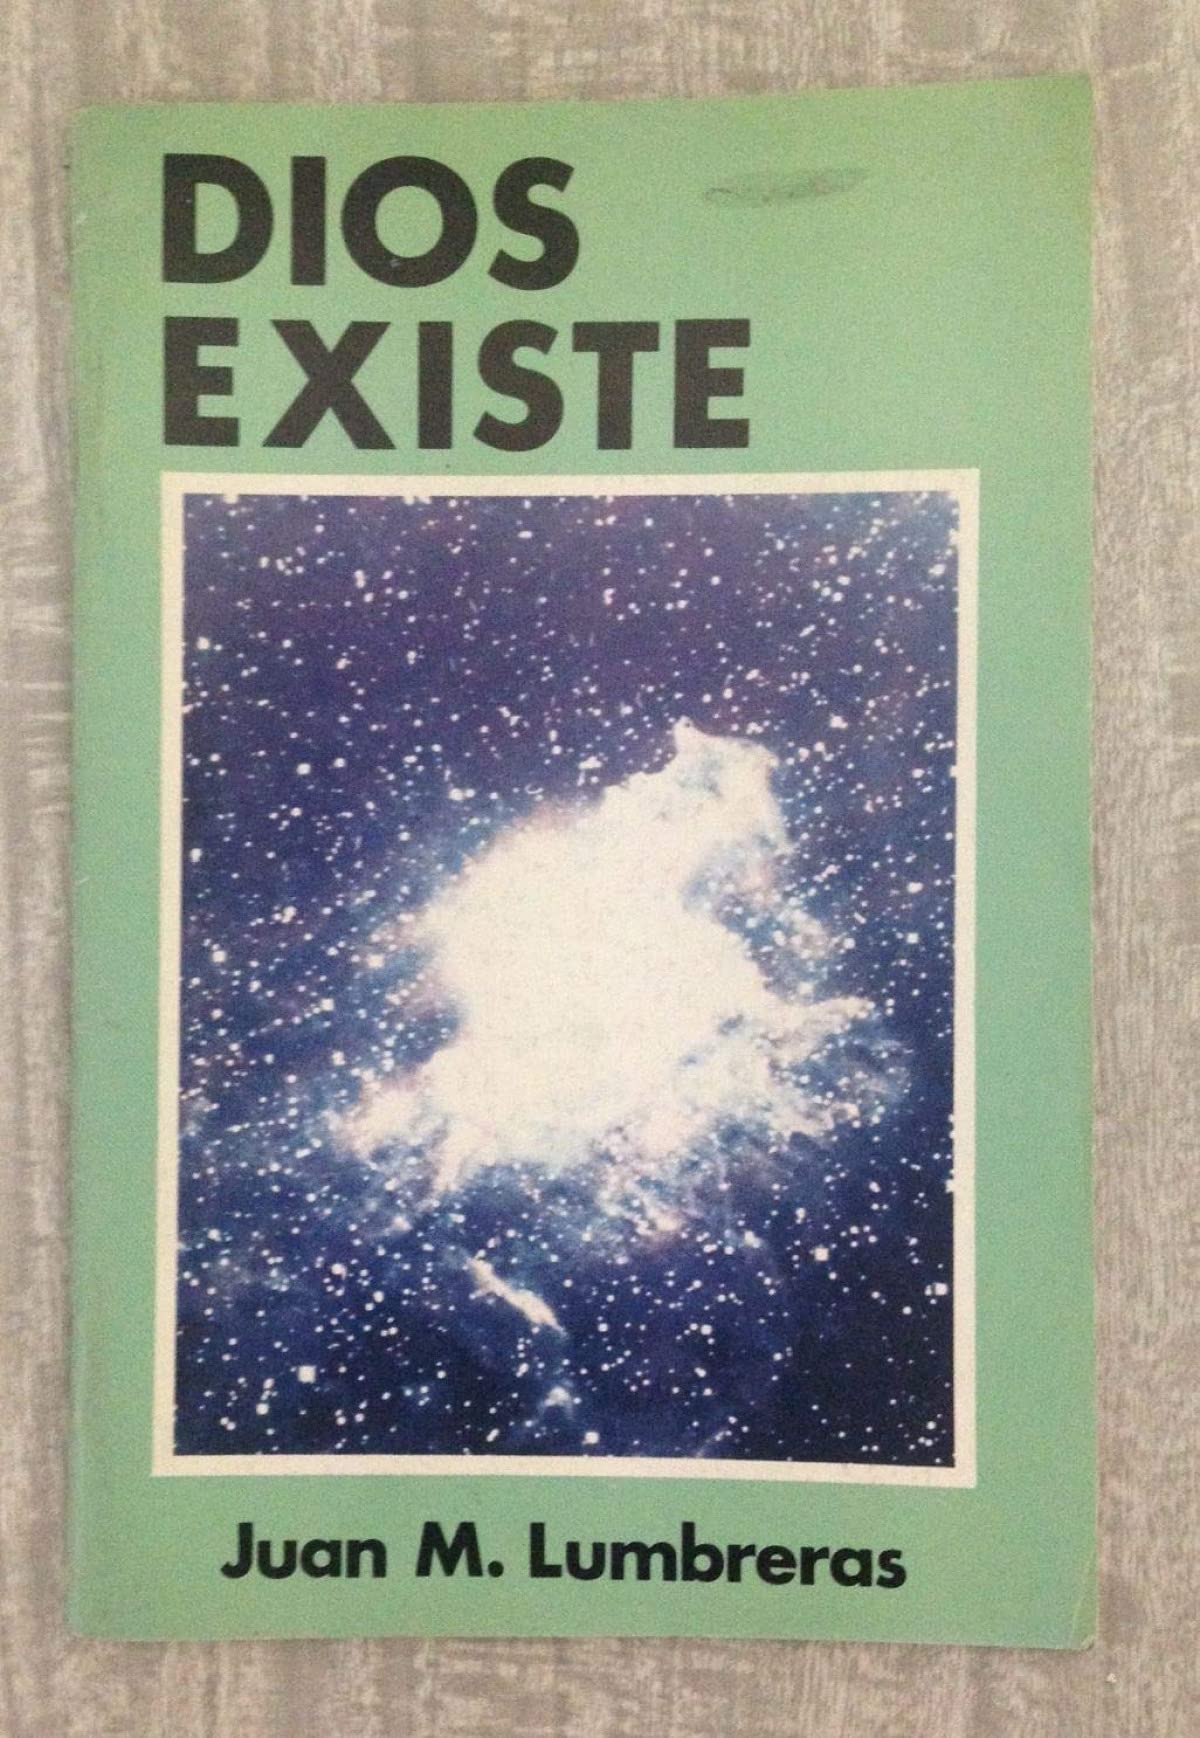 DIOS
EXISTE
Juan M. Lumbreras